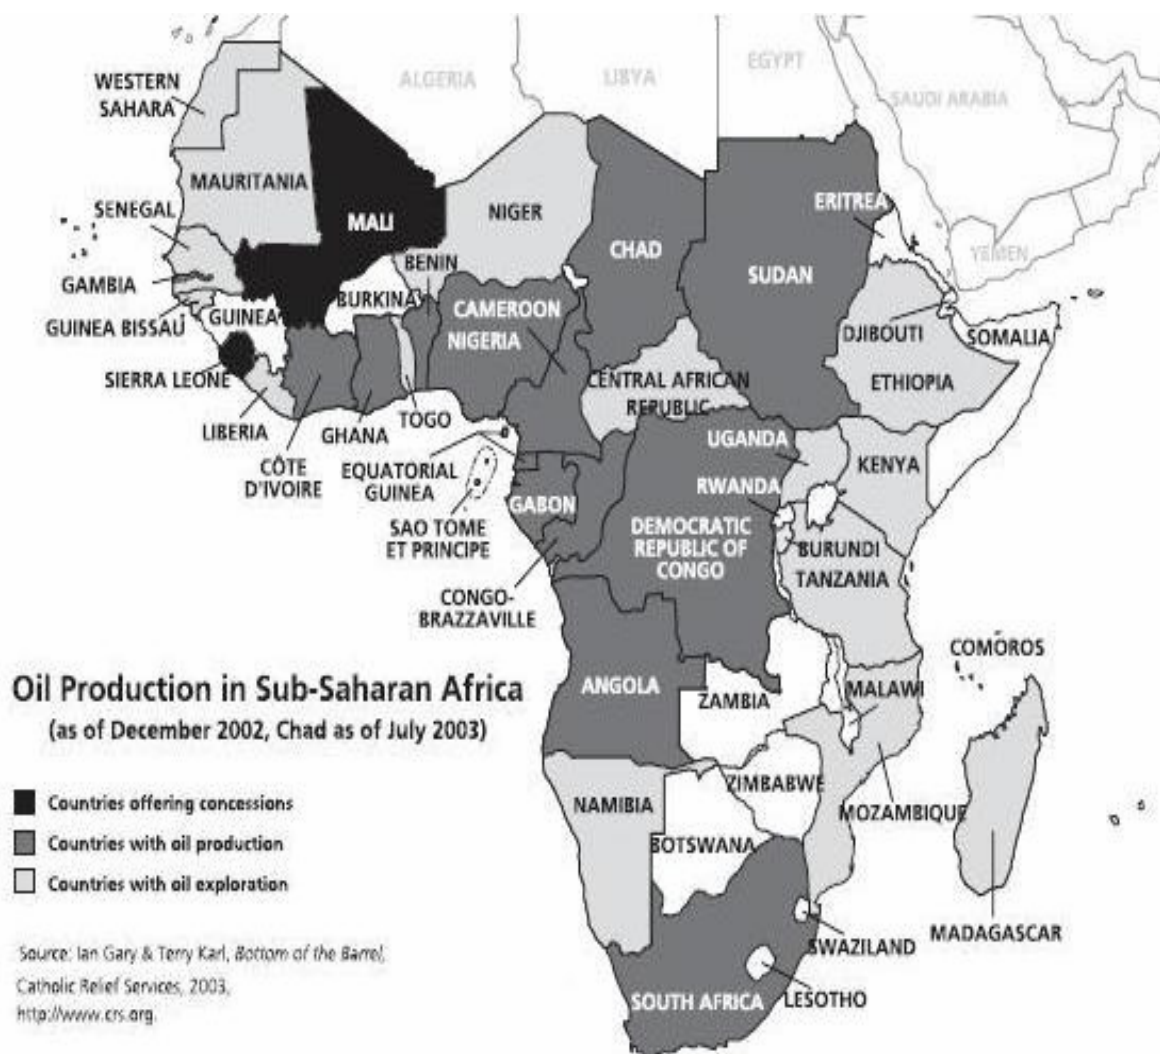 ALGERIA
LIBYA
EGYPT
SAUDI ARABIA
YEMEN
WESTERN
SAHARA
MAURITANIA
SENEGAL
GAMBIA
GUINEA BISSAU
GUINEA
SIERRA LEONE
LIBERIA
MALI
BURKINA
CÔTE
D'IVOIRE
GHANA
TOGO
BENIN
NIGER
CAMEROON
NIGERIA
CHAD
SUDAN
ERITREA
DJIBOUTI
SOMALIA
ETHIOPIA
CENTRAL AFRICAN
REPUBLIC
EQUATORIAL
GUINEA
SAO TOME
ET PRINCIPE
GABON
CONGO-
BRAZZAVILLE
DEMOCRATIC
REPUBLIC OF
CONGO
UGANDA
RWANDA
KENYA
BURUNDI
TANZANIA
ANGOLA
ZAMBIA
MALAWI
COMOROS
ZIMBABWE
MOZAMBIQUE
NAMIBIA
BOTSWANA
MADAGASCAR
SWAZILAND
LESOTHO
SOUTH AFRICA
Oil Production in Sub-Saharan Africa
(as of December 2002, Chad as of July 2003)
Countries offering concessions
Countries with oil production
Countries with oil exploration
Source: Ian Gary & Terry Karl, Bottom of the Barrel,
Catholic Relief Services, 2003,
http://www.crs.org.